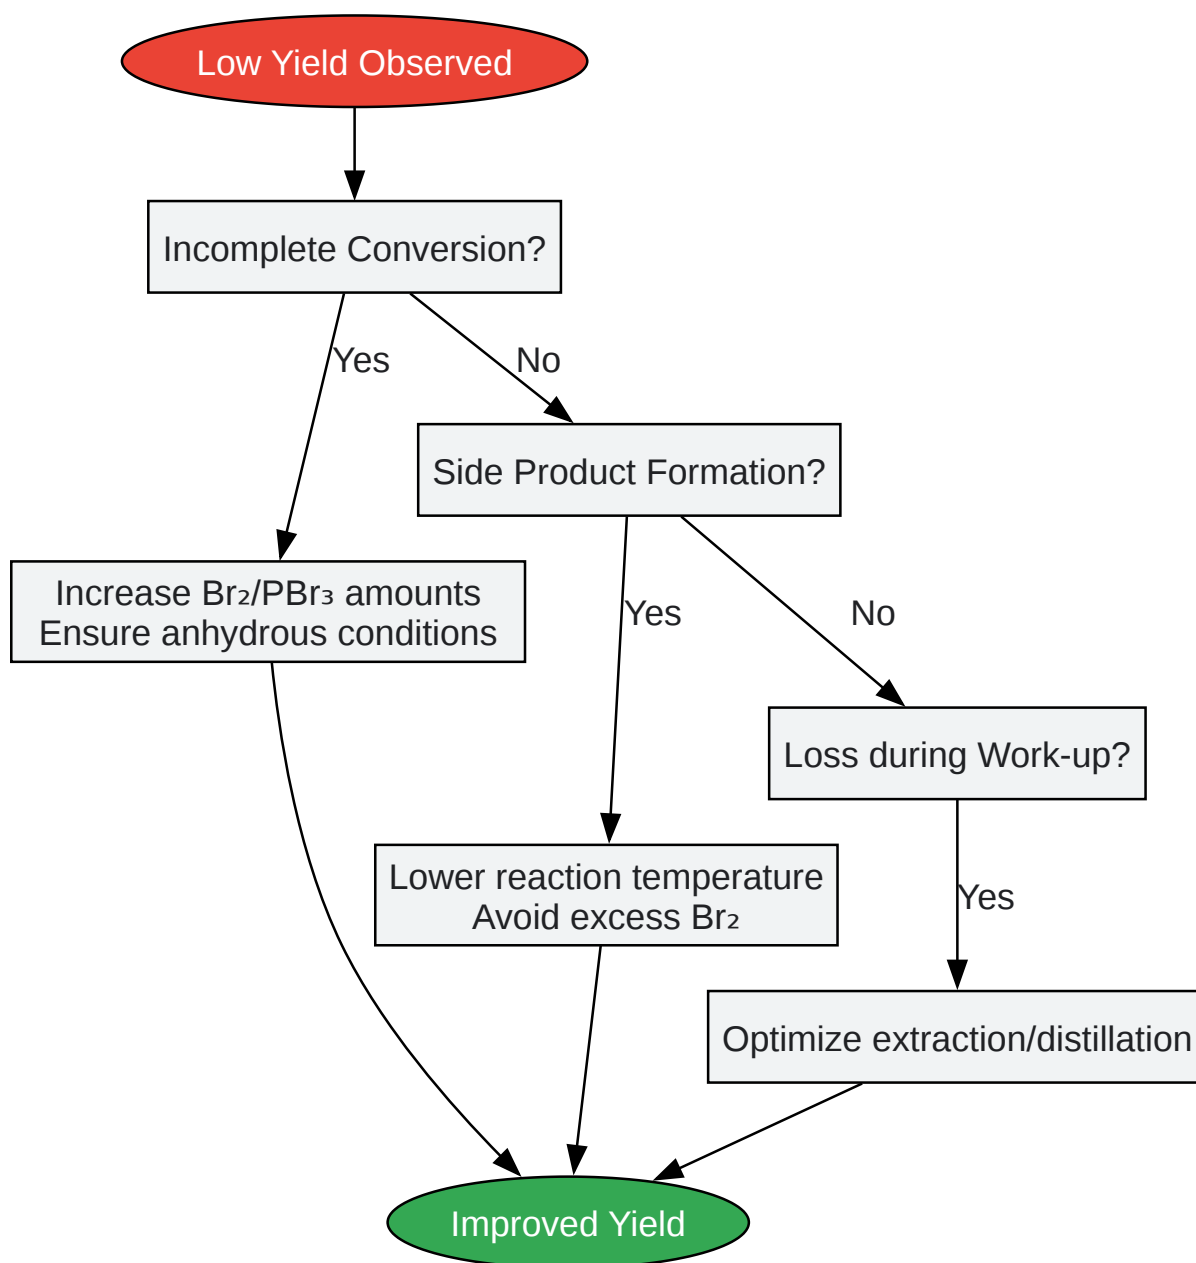 Low Yield Observed
Incomplete Conversion?
Yes
No
Side Product Formation?
Increase Br₂/PBr₃ amounts
Ensure anhydrous conditions
Yes
No
Loss during Work-up?
Lower reaction temperature
Avoid excess Br₂
Yes
Optimize extraction/distillation
Improved Yield